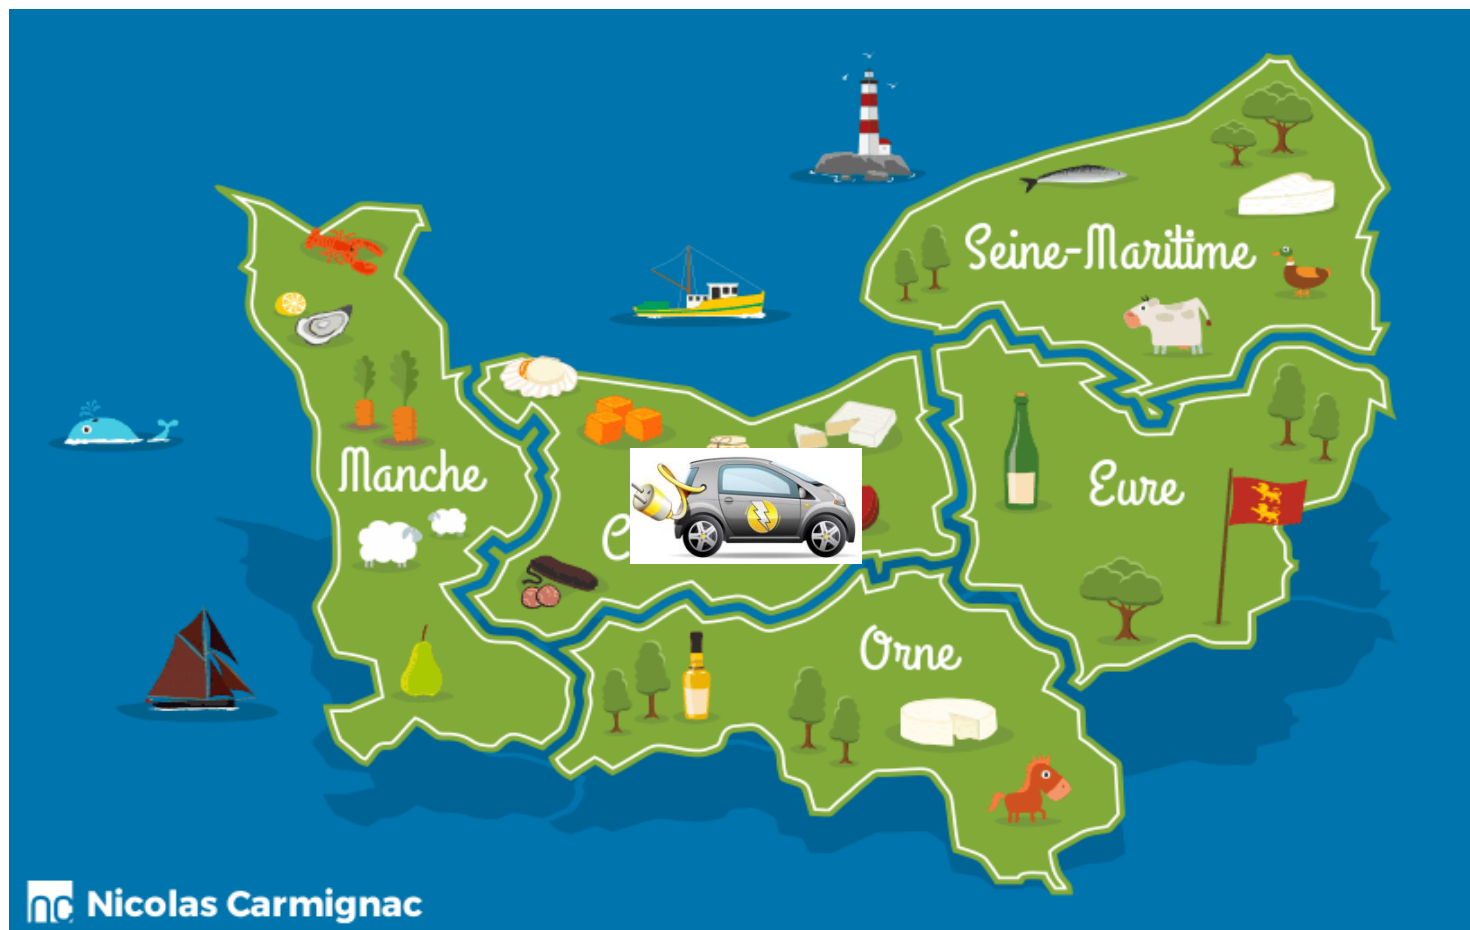 Seine-Maritime
Manche
Eure
Orne
nc Nicolas Carmignac